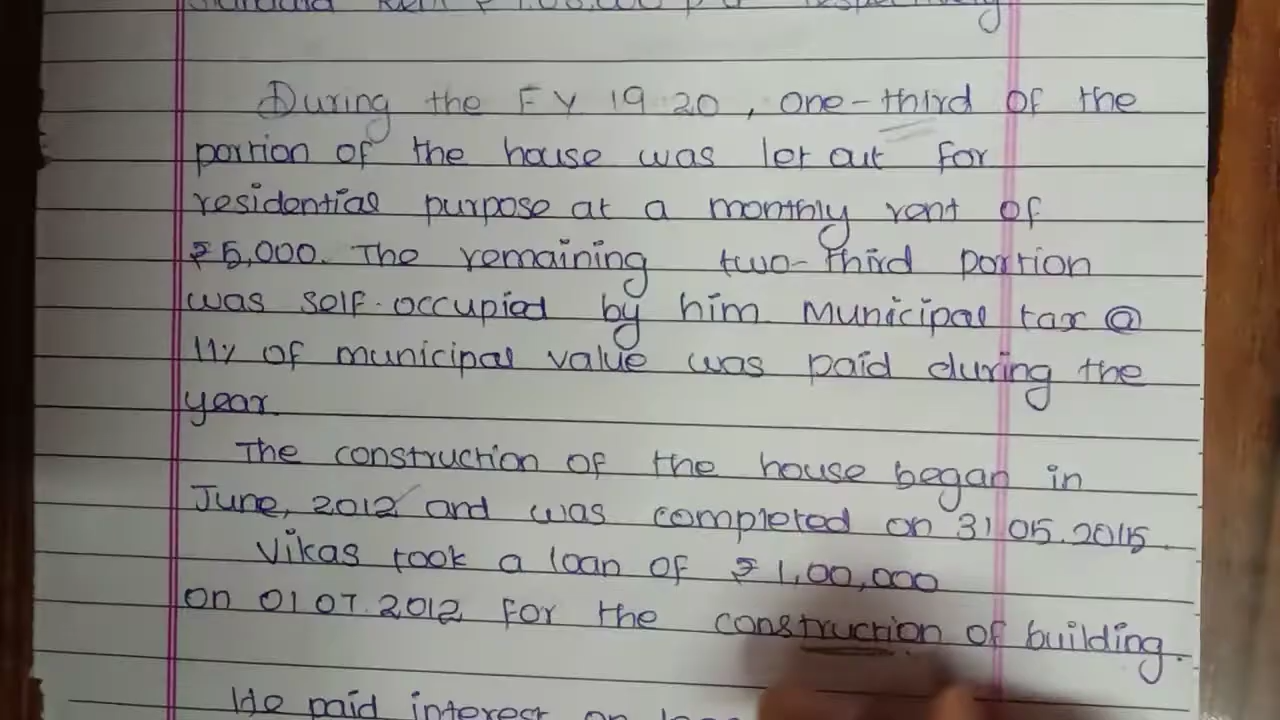 During the FY 19 20, one-third of the
portion of the house was let out for
residential purpose at a monthly rent of
₹5,000. The remaining two-third portion
was self-occupied by him Municipal tax @
11% of municipal value was paid during the
year.
The construction of the house began in
June, 2012 and was completed on 31.05.2015.
Vikas took a loan of ₹1,00,000
on 01 07.2012 for the construction of building.
He paid interest on